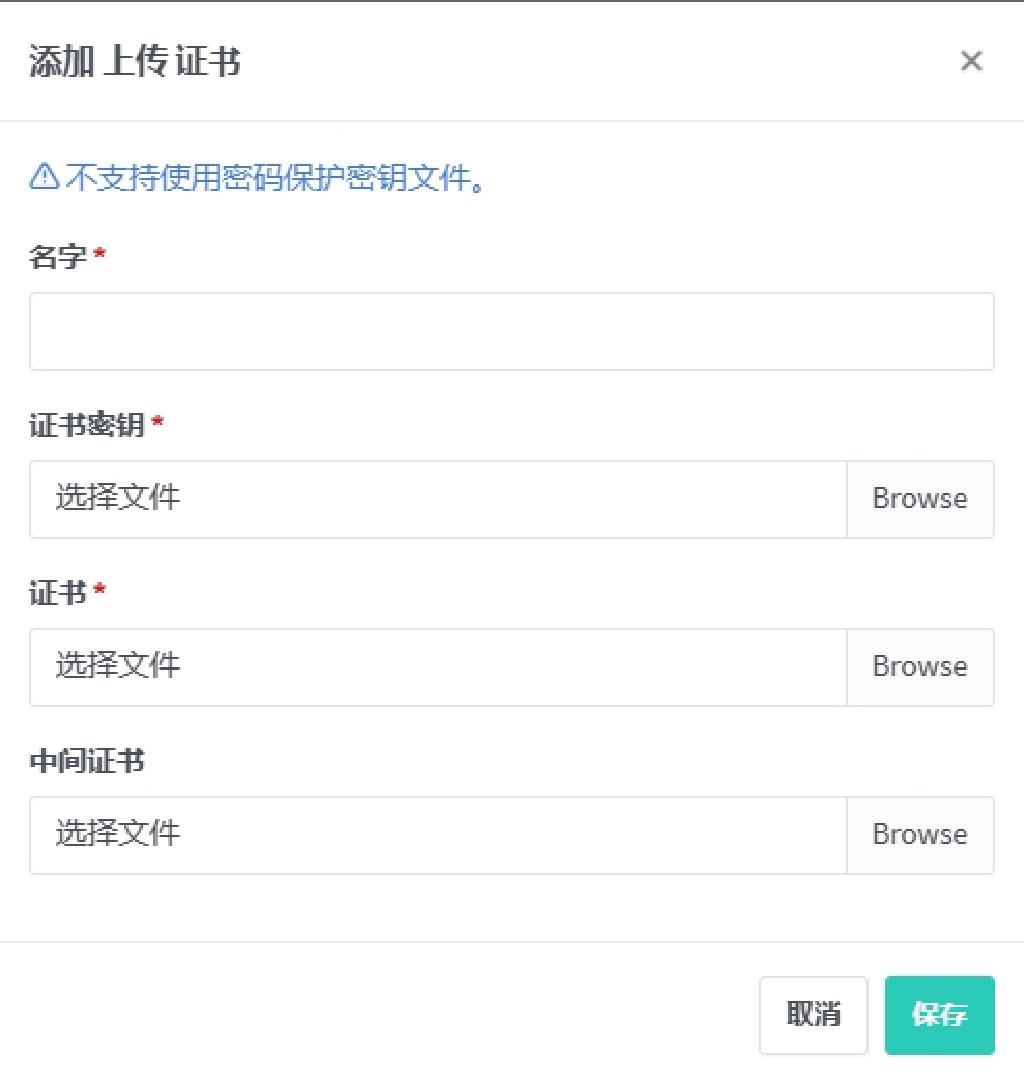 添加 上传 证书
不支持使用密码保护密钥文件。
名字 *
证书密钥 *
选择文件 Browse
证书 *
选择文件 Browse
中间证书
选择文件 Browse
取消 保存